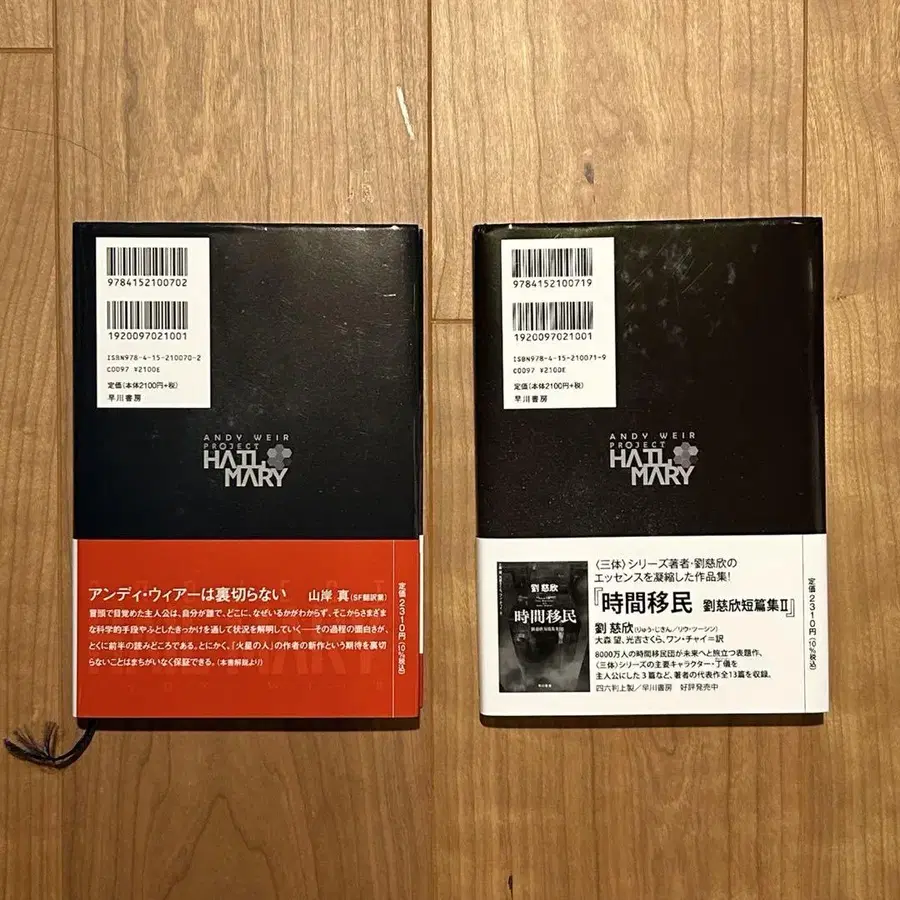 9784152100702
1920097021001
ISBN978-4-15-210070-2
C0097 ¥2100E
定価(本体2100円+税)
早川書房
ANDY WEIR
PROJECT
HAIL
MARY
アンディ・ウィアーは裏切らない 山岸 真(SF翻訳業)
冒頭で目覚めた主人公は、自分が誰で、どこに、なぜいるかがわからず、そこからさまざま
な科学的手段やふとしたきっかけを通して状況を解明していく──その過程の面白さが、
とくに前半の読みどころである。とにかく、「火星の人」の作者の新作という期待を裏切
らないことはまちがいなく保証できる。(本書解説より)
定価2310円(10%税込)
9784152100719
1920097021001
ISBN978-4-15-210071-9
C0097 ¥2100E
定価(本体2100円+税)
早川書房
ANDY WEIR
PROJECT
HAIL
MARY
〈三体〉シリーズ著者・劉慈欣の
エッセンスを凝縮した作品集!
『時間移民 劉慈欣短篇集Ⅱ』
劉 慈欣(りゅう・じきん/リウ・ツーシン)
大森 望、光吉さくら、ワン・チャイ=訳
8000万人の時間移民団が未来へと旅立つ表題作、
〈三体〉シリーズの主要キャラクター・丁儀を
主人公にした3篇など、著者の代表作全13篇を収録。
四六判上製/早川書房 好評発売中
劉慈欣
時間移民
劉慈欣短篇集Ⅱ
定価2310円(10%税込)